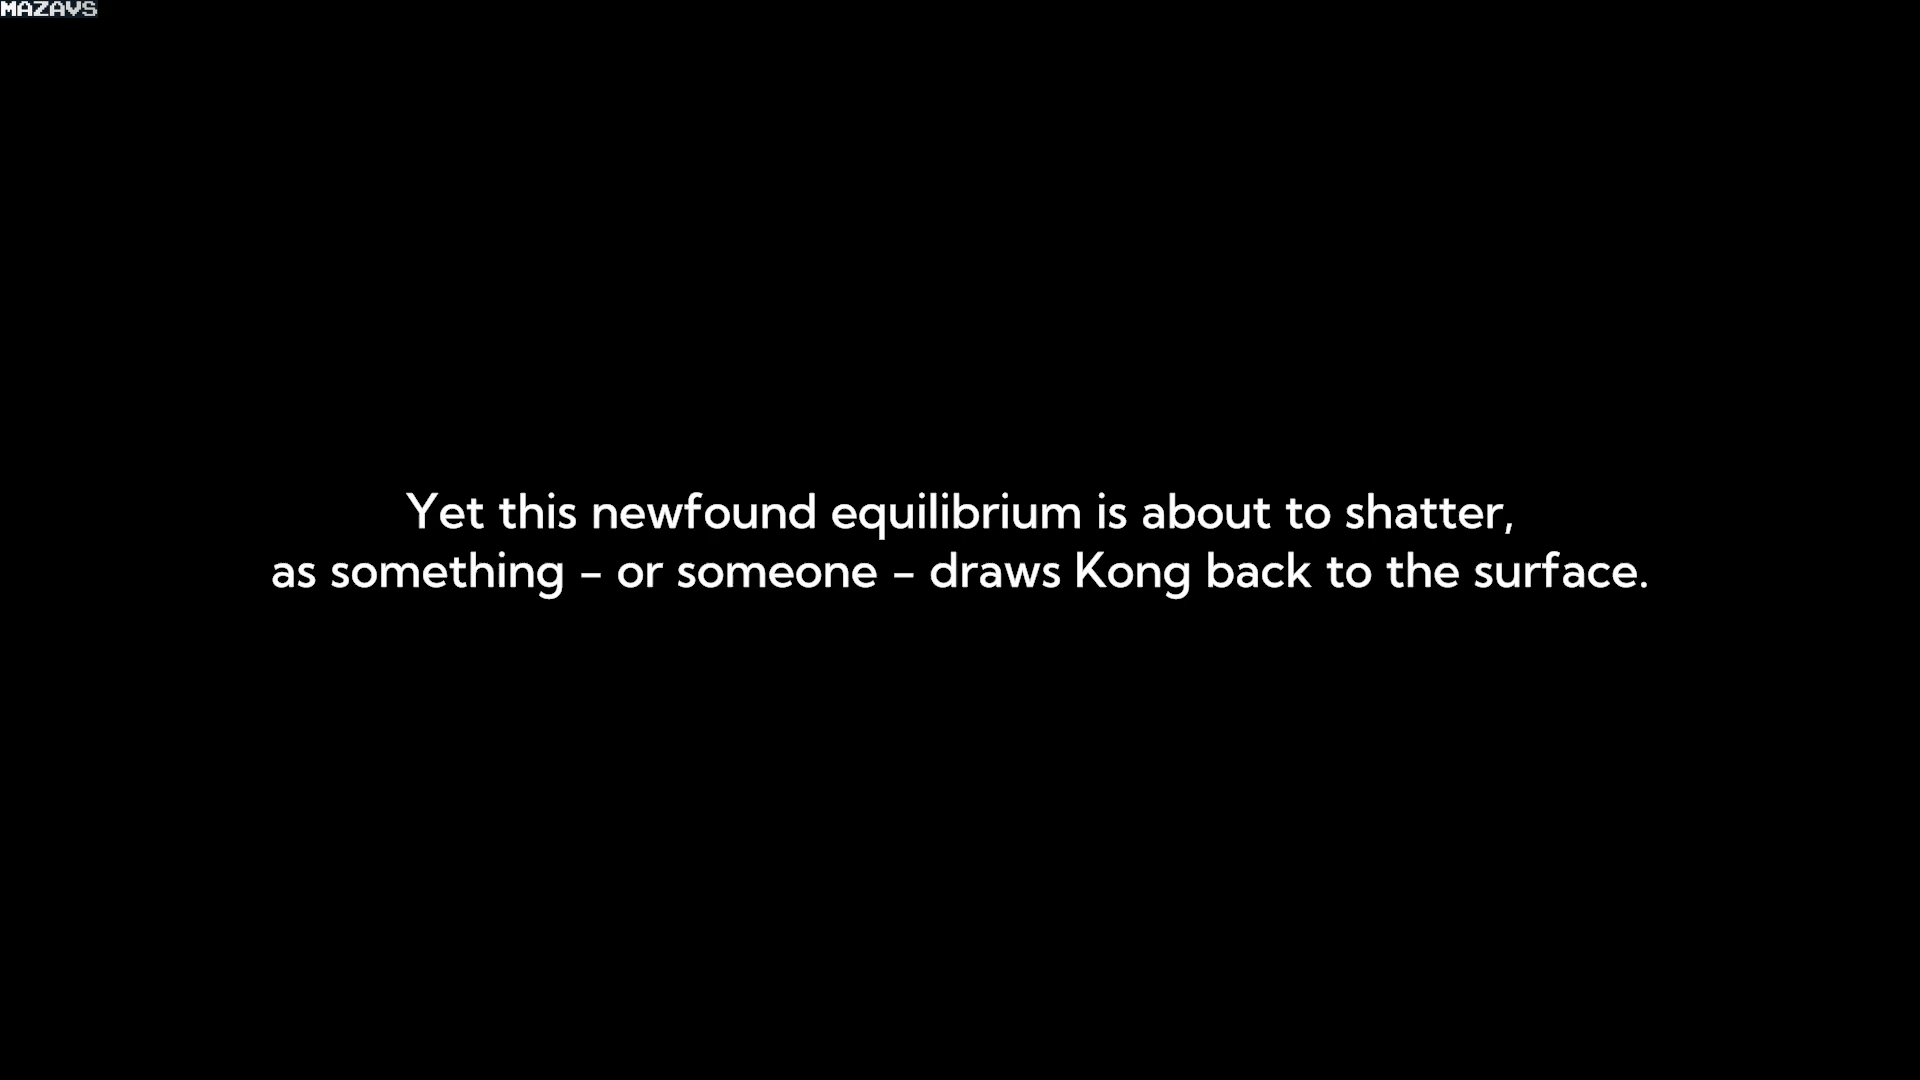 MAZAVS
Yet this newfound equilibrium is about to shatter,
as something – or someone – draws Kong back to the surface.